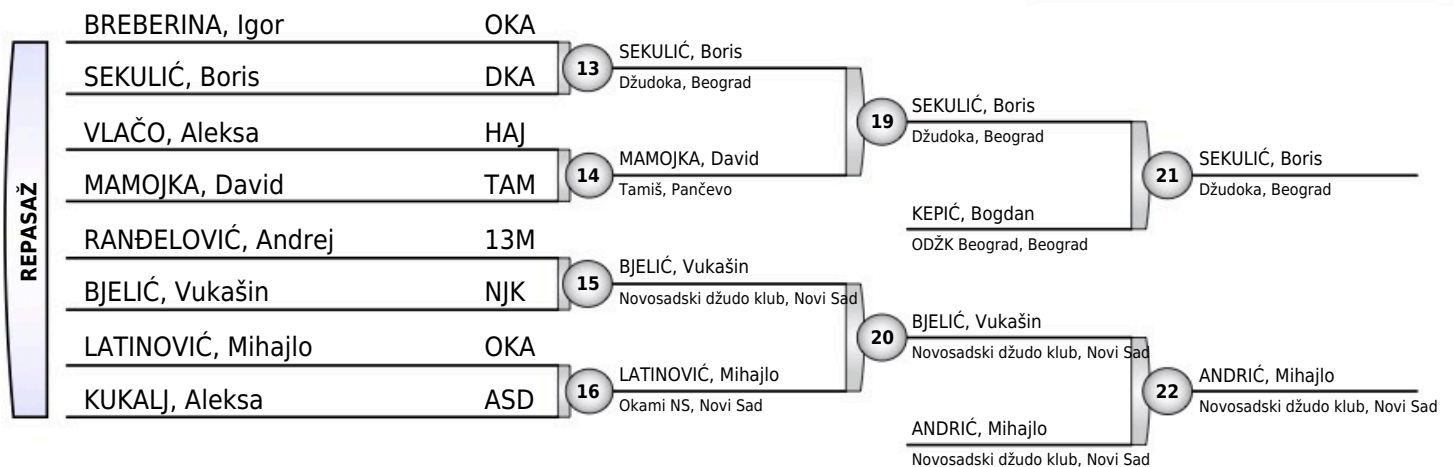 REPASAŽ
BREBERINA, Igor OKA
SEKULIĆ, Boris DKA
VLAČO, Aleksa HAJ
MAMOJKA, David TAM
RANĐELOVIĆ, Andrej 13M
BJELIĆ, Vukašin NJK
LATINOVIĆ, Mihajlo OKA
KUKALJ, Aleksa ASD
13
SEKULIĆ, Boris
Džudoka, Beograd
14
MAMOJKA, David
Tamiš, Pančevo
15
BJELIĆ, Vukašin
Novosadski džudo klub, Novi Sad
16
LATINOVIĆ, Mihajlo
Okami NS, Novi Sad
19
SEKULIĆ, Boris
Džudoka, Beograd
KEPIĆ, Bogdan
ODŽK Beograd, Beograd
20
BJELIĆ, Vukašin
Novosadski džudo klub, Novi Sad
ANDRIĆ, Mihajlo
Novosadski džudo klub, Novi Sad
21
SEKULIĆ, Boris
Džudoka, Beograd
22
ANDRIĆ, Mihajlo
Novosadski džudo klub, Novi Sad